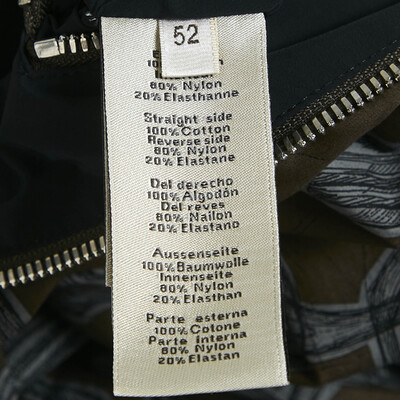 52
80% Nylon
20% Elasthanne
Straight side
100% Cotton
Reverse side
80% Nylon
20% Elastane
Del derecho
100% Algodón
Del reves
80% Nailon
20% Elastano
Aussenseite
100% Baumwolle
Innenseite
80% Nylon
20% Elasthan
Parte esterna
100% Cotone
Parte interna
80% Nylon
20% Elastan